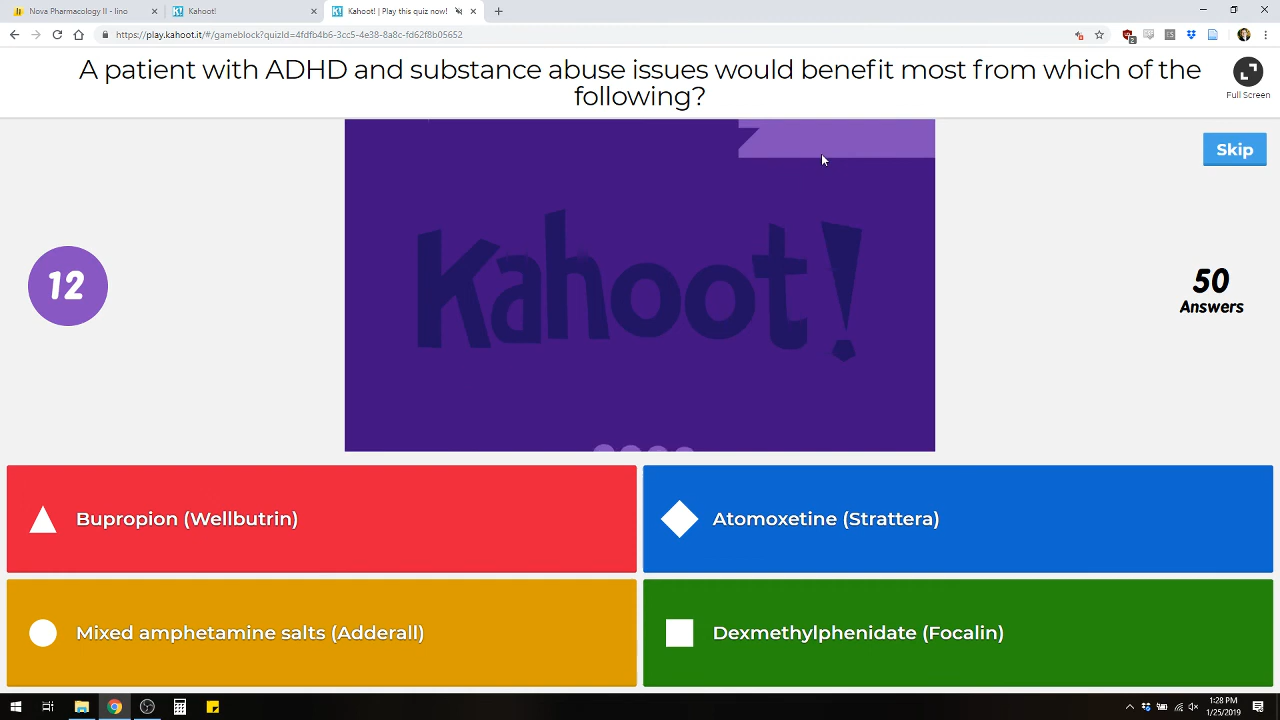 Nova Pharmacology II - lino
Kahoot!
Kahoot! | Play this quiz now!
https://play.kahoot.it/#/gameblock?quizId=4fdfb4b6-3cc5-4e38-8a8c-fd62f8b05652
A patient with ADHD and substance abuse issues would benefit most from which of the
following?
Full Screen
Skip
Kahoot!
12
50
Answers
Bupropion (Wellbutrin)
Atomoxetine (Strattera)
Mixed amphetamine salts (Adderall)
Dexmethylphenidate (Focalin)
1:28 PM
1/25/2019